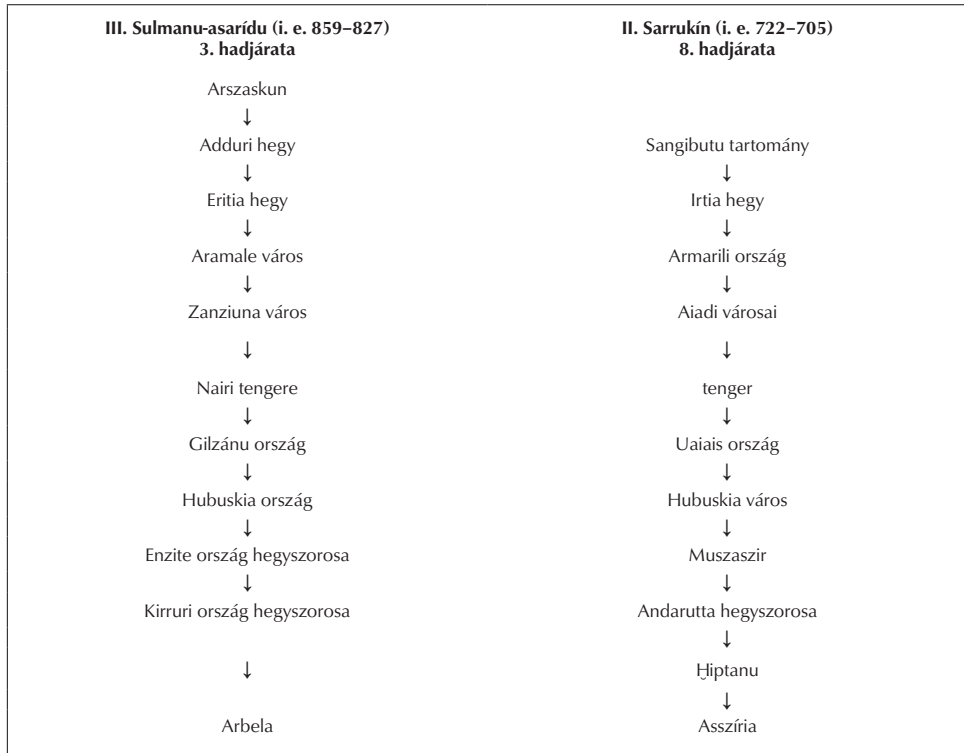 III. Sulmanu-asarídu (i. e. 859–827)
3. hadjárata
II. Sarrukín (i. e. 722–705)
8. hadjárata
Arszaskun
↓
Adduri hegy
Sangibutu tartomány
↓
↓
Eritia hegy
Irtia hegy
↓
↓
Aramale város
Armarili ország
↓
↓
Zanziuna város
Aiadi városai
↓
↓
Nairi tengere
tenger
↓
↓
Gilzánu ország
Uaiais ország
↓
↓
Hubuskia ország
Hubuskia város
↓
↓
Enzite ország hegyszorosa
Muszaszir
↓
↓
Kirruri ország hegyszorosa
Andarutta hegyszorosa
↓
↓
Ḫiptanu
↓
Arbela
Asszíria